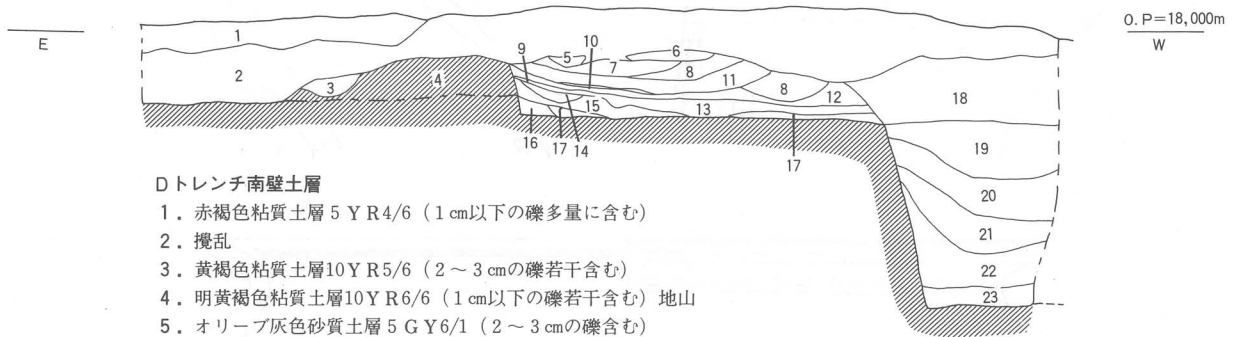 O.P=18,000m
E
W
1
2
3
4
9
5
10
6
7
8
11
8
12
15
13
16
17
14
17
18
19
20
21
22
23
Dトレンチ南壁土層
1．赤褐色粘質土層5YR4/6（1cm以下の礫多量に含む）
2．攪乱
3．黄褐色粘質土層10YR5/6（2～3cmの礫若干含む）
4．明黄褐色粘質土層10YR6/6（1cm以下の礫若干含む）地山
5．オリーブ灰色砂質土層5GY6/1（2～3cmの礫含む）